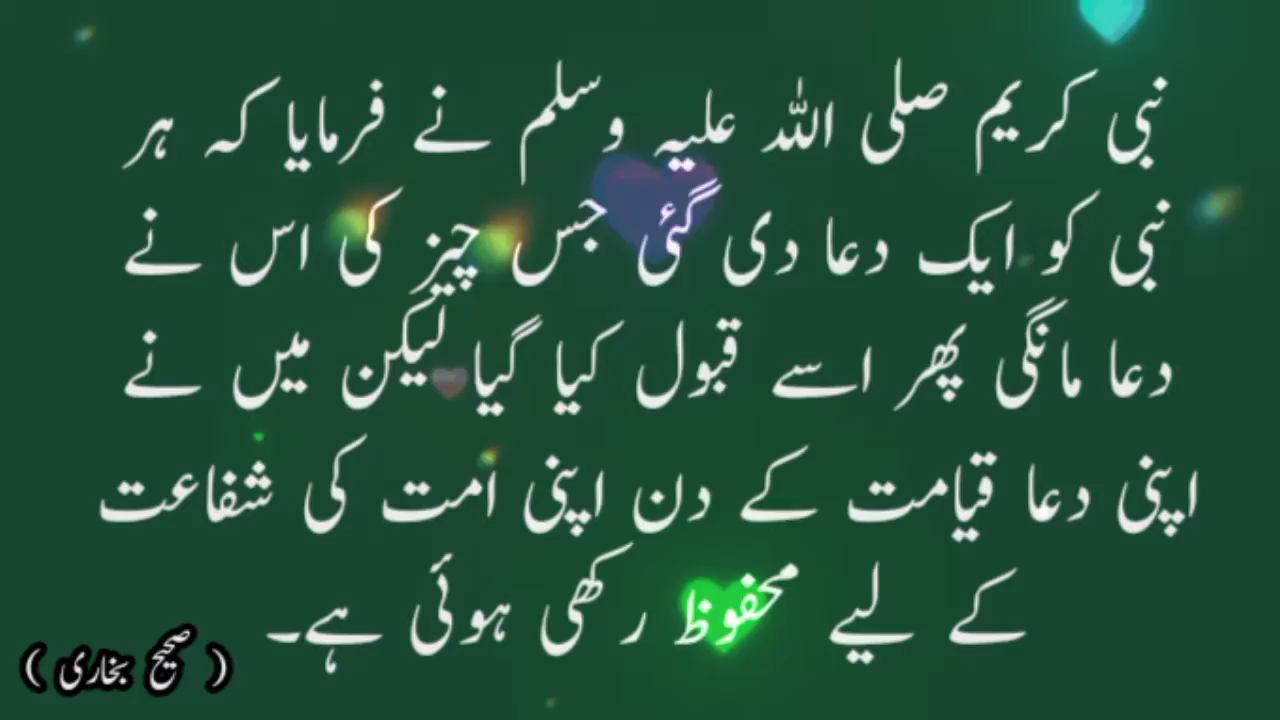 نبی کریم صلی اللہ علیہ وسلم نے فرمایا کہ ہر
نبی کو ایک دعا دی گئی جس چیز کی اس نے
دعا مانگی پھر اسے قبول کیا گیا لیکن میں نے
اپنی دعا قیامت کے دن اپنی امت کی شفاعت
کے لیے محفوظ رکھی ہوئی ہے۔
( صحیح بخاری )